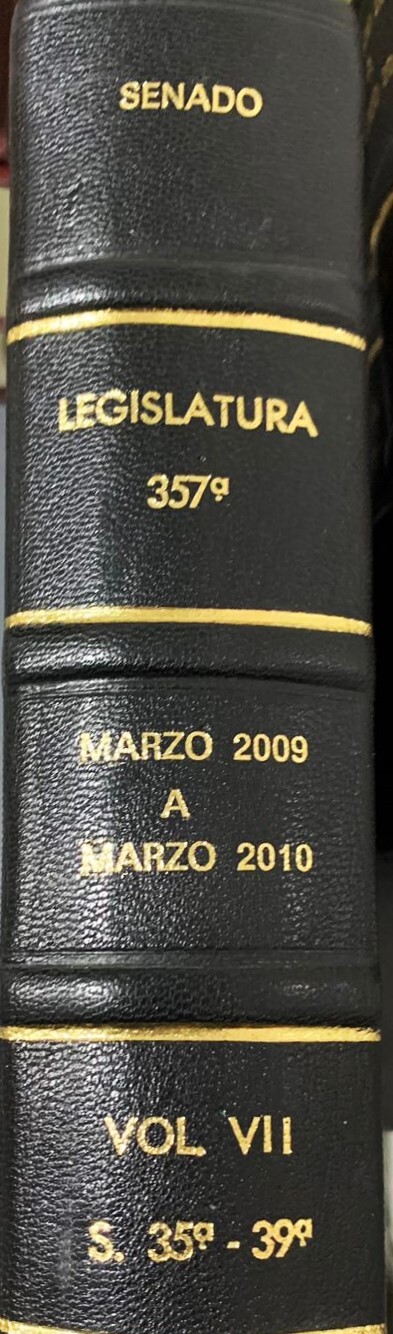 SENADO
LEGISLATURA
357ª
MARZO 2009
A
MARZO 2010
VOL. VII
S. 35ª - 39ª